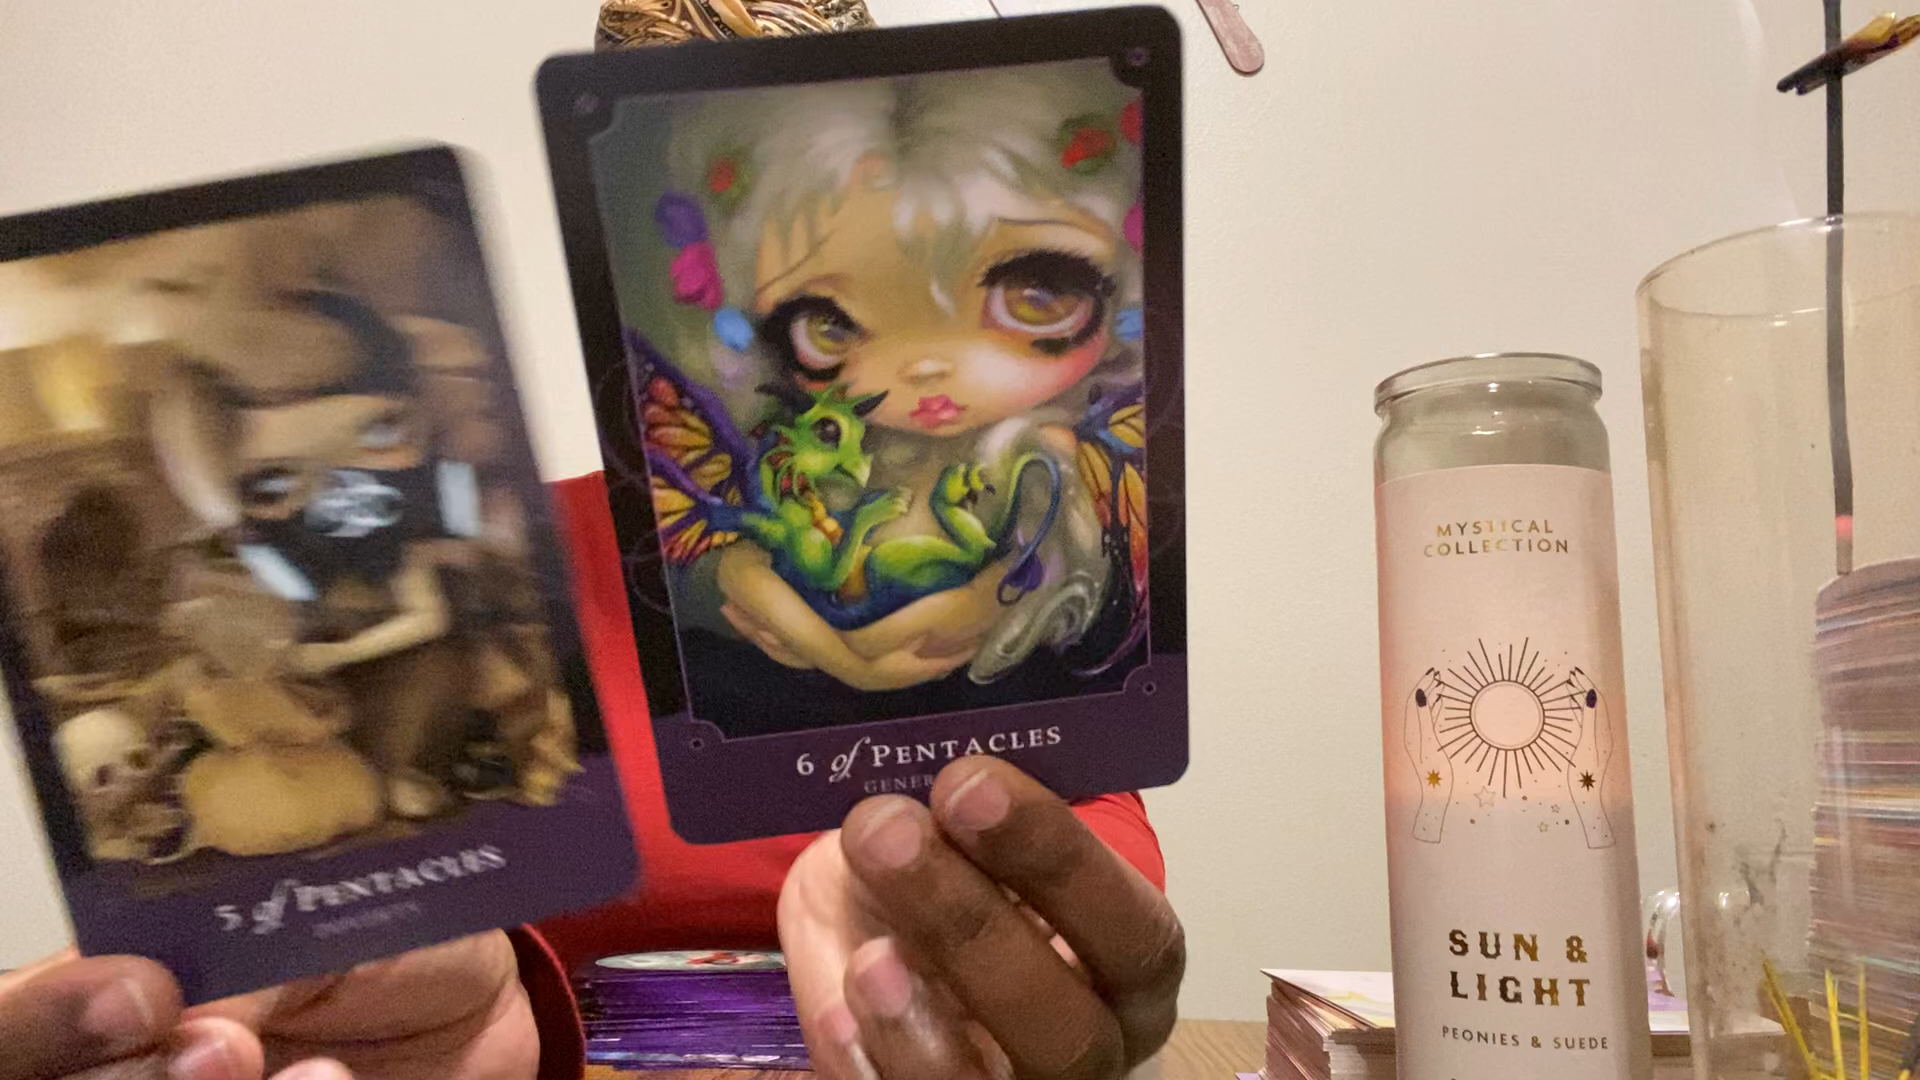 5 of PENTACLES
6 of PENTACLES
MYSTICAL
COLLECTION
SUN &
LIGHT
PEONIES & SUEDE